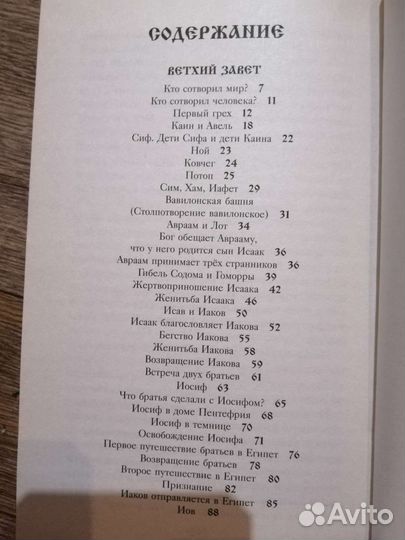 СОДЕРЖАНИЕ
ВЕТХИЙ ЗАВЕТ
Кто сотворил мир? 7
Кто сотворил человека? 11
Первый грех 12
Каин и Авель 18
Сиф. Дети Сифа и дети Каина 22
Ной 23
Ковчег 24
Потоп 25
Сим, Хам, Иафет 29
Вавилонская башня
(Столпотворение вавилонское) 31
Авраам и Лот 34
Бог обещает Аврааму,
что у него родится сын Исаак 36
Авраам принимает трёх странников 36
Гибель Содома и Гоморры 39
Жертвоприношение Исаака 42
Женитьба Исаака 46
Исав и Иаков 50
Исаак благословляет Иакова 52
Бегство Иакова 55
Женитьба Иакова 58
Возвращение Иакова 59
Встреча двух братьев 61
Иосиф 63
Что братья сделали с Иосифом? 65
Иосиф в доме Пентефрия 68
Иосиф в темнице 70
Освобождение Иосифа 71
Первое путешествие братьев в Египет 76
Возвращение братьев 78
Второе путешествие в Египет 80
Признание 82
Иаков отправляется в Египет 85
Иов 88
Avito